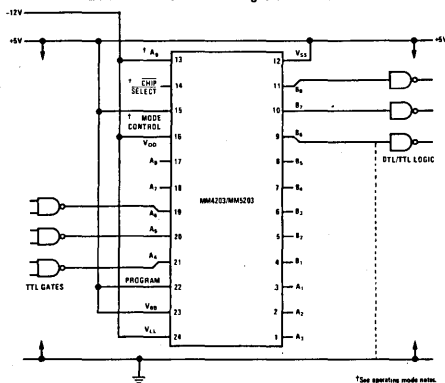 -12V
+5V
+5V
† A9
13
VSS
12
† CHIP
SELECT
14
11
B8
† MODE
CONTROL
15
10
B7
VDD
16
9
B6
DTL/TTL LOGIC
A8
17
8
B5
A7
18
7
B4
MM4203/MM5203
A6
19
6
B3
A5
20
5
B2
A4
21
4
B1
TTL GATES
PROGRAM
22
3
A1
VBB
23
2
A2
VLL
24
1
A3
†See operating mode notes.